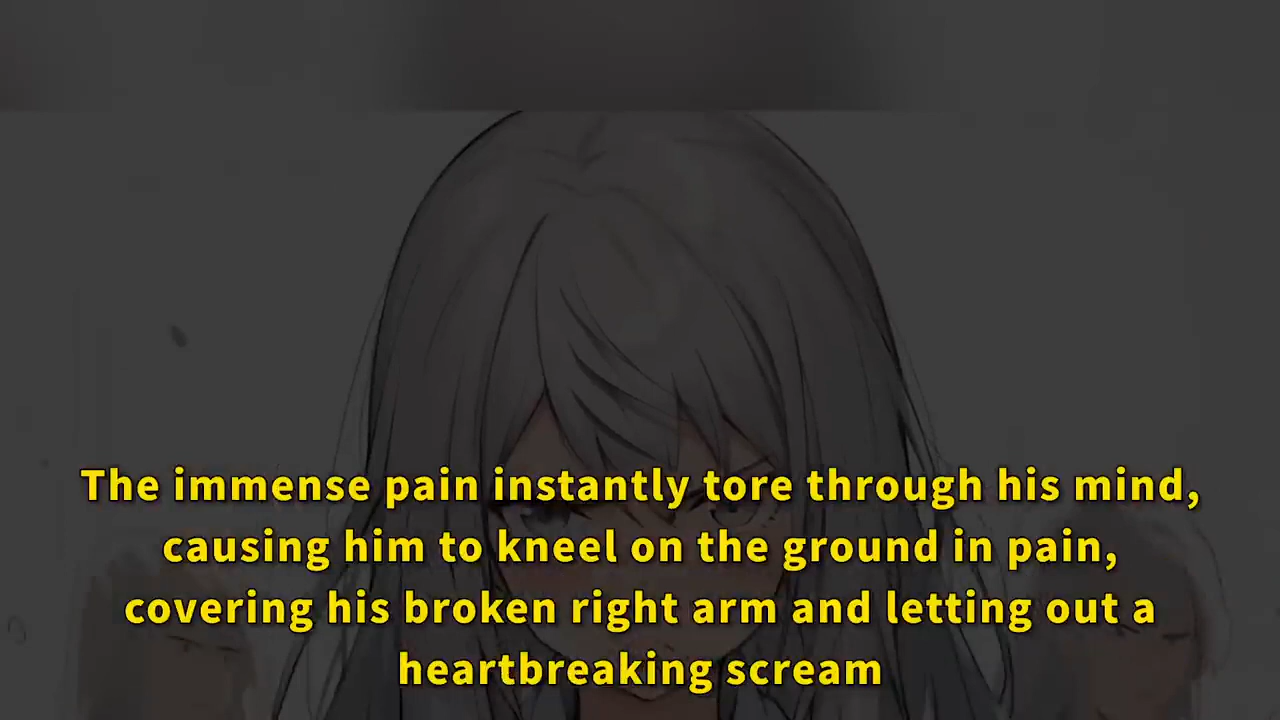 The immense pain instantly tore through his mind,
causing him to kneel on the ground in pain,
covering his broken right arm and letting out a
heartbreaking scream